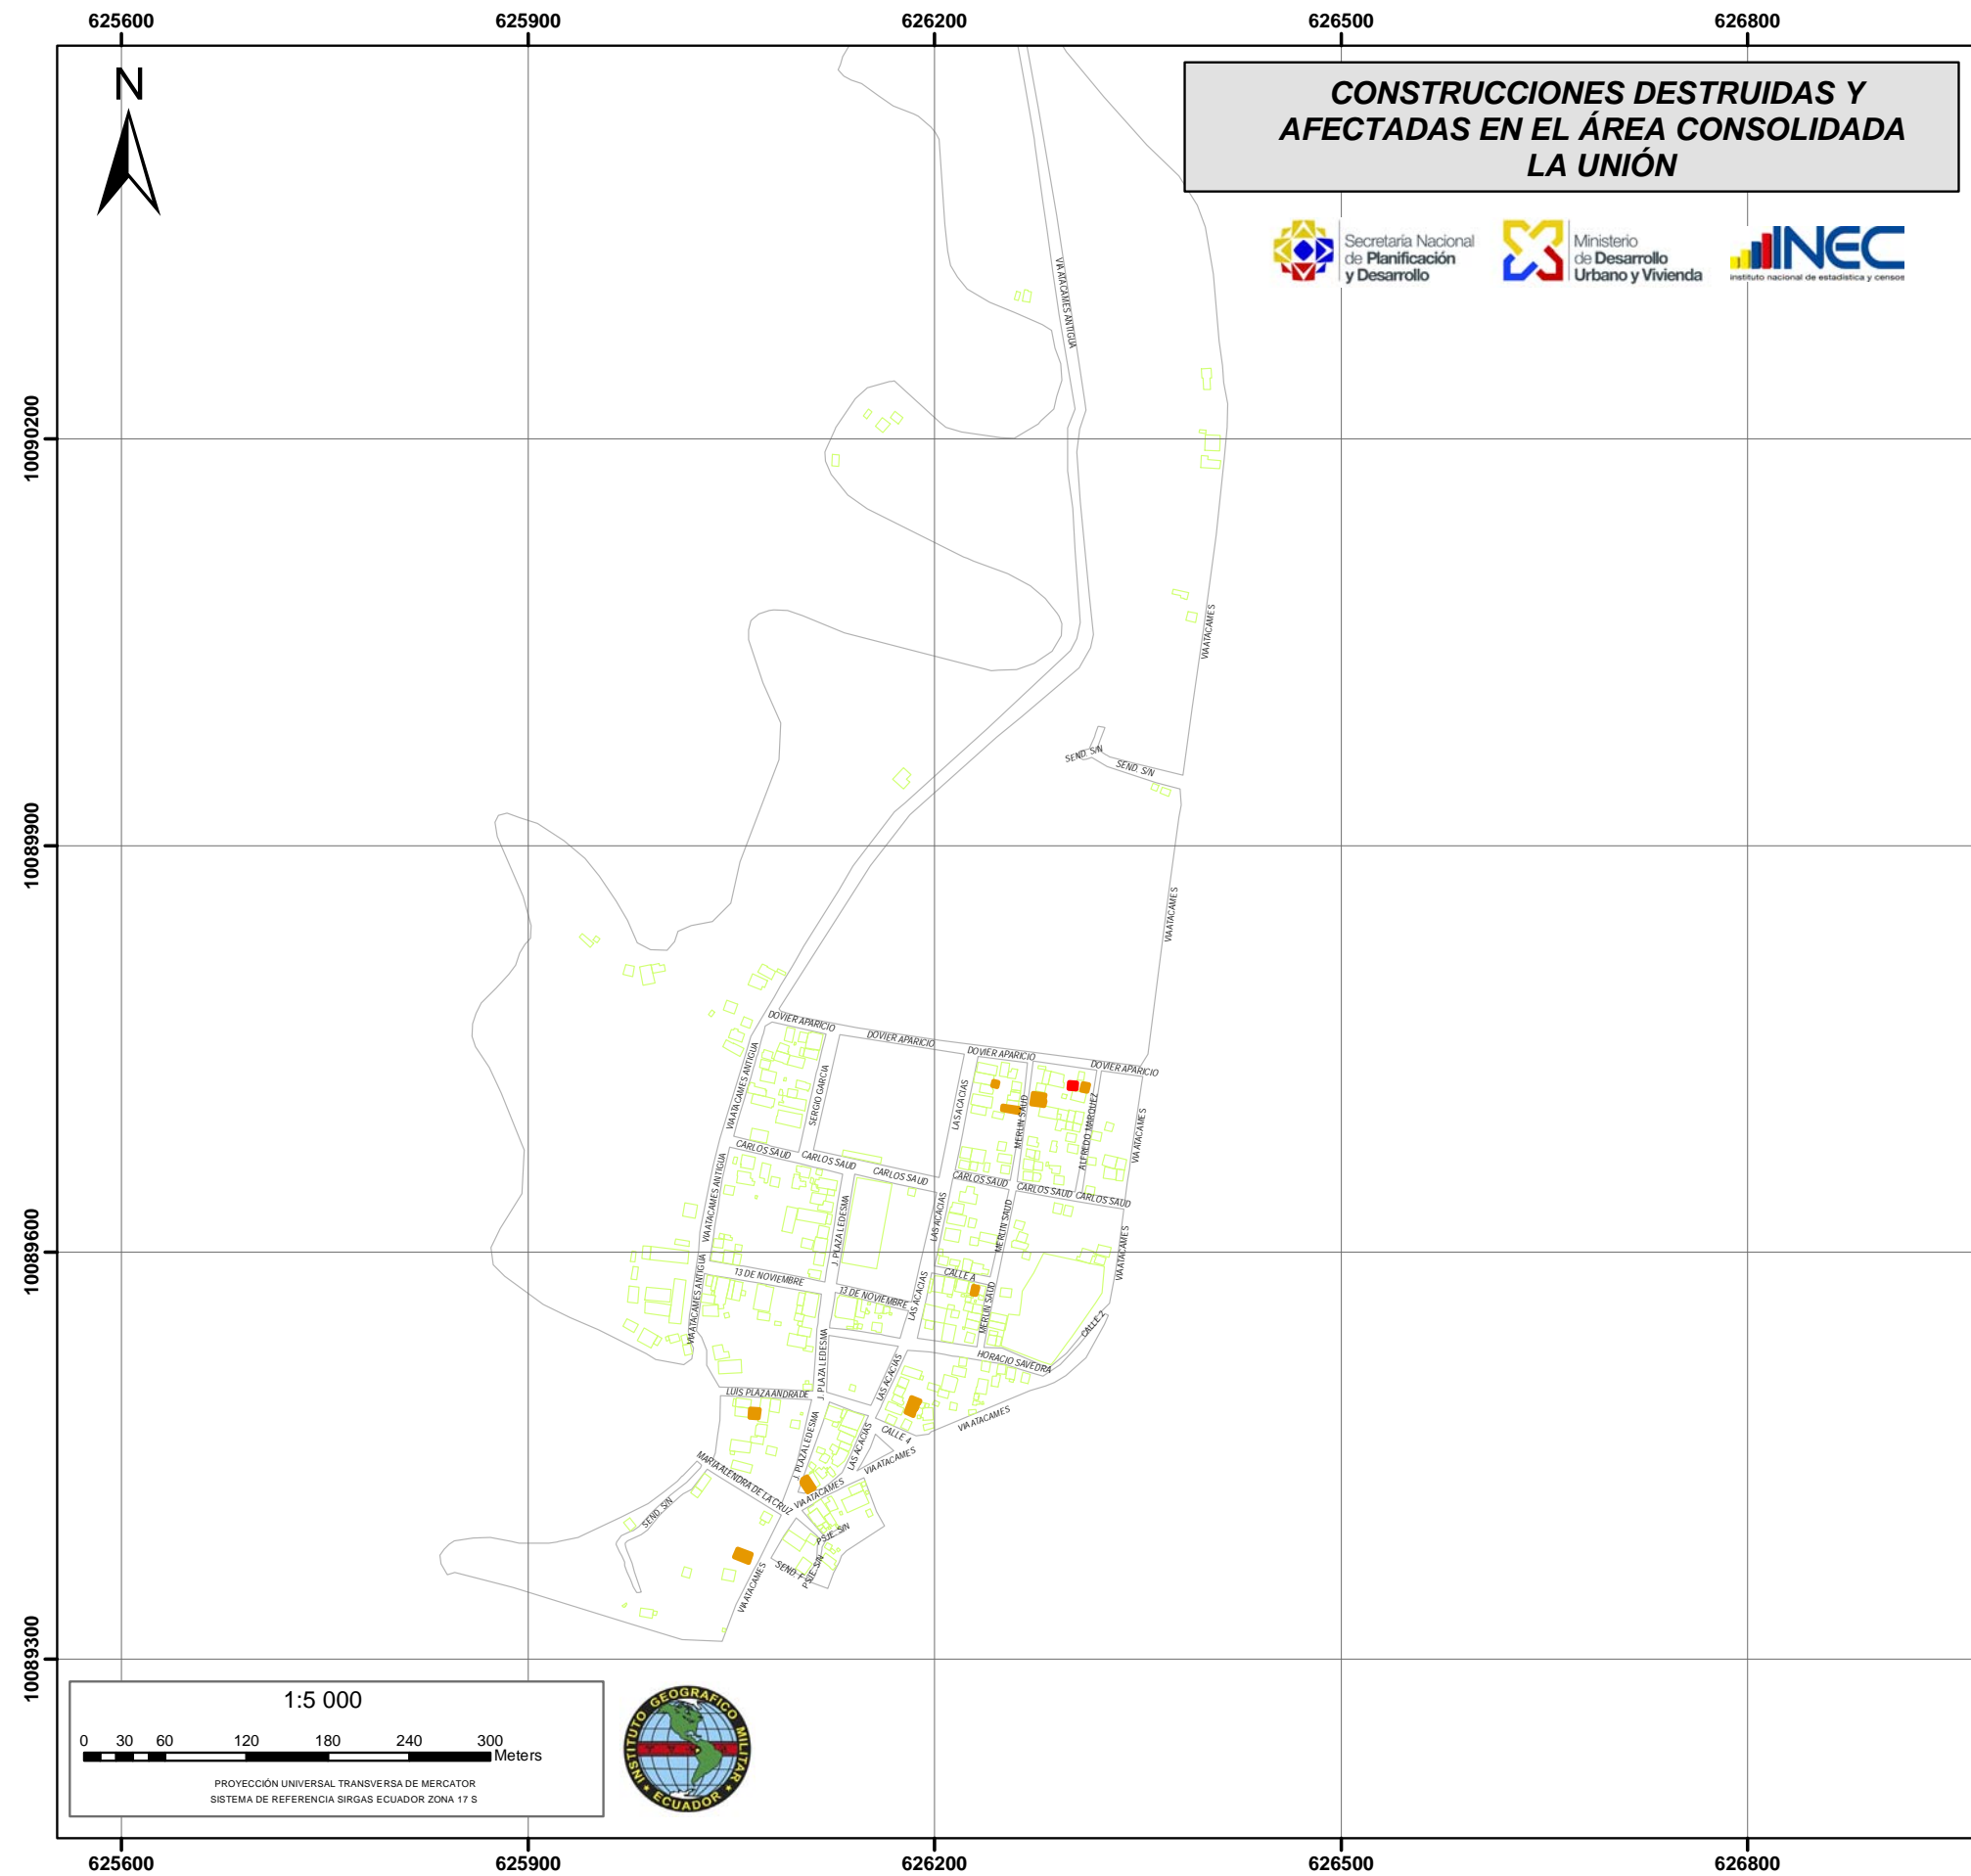 625600 625900 626200 626500 626800
N
CONSTRUCCIONES DESTRUIDAS Y
AFECTADAS EN EL ÁREA CONSOLIDADA
LA UNIÓN
Secretaría Nacional
de Planificación
y Desarrollo
Ministerio
de Desarrollo
Urbano y Vivienda
INEC
instituto nacional de estadística y censos
10090200
10089900
10089600
10089300
VIA ATACAMES ANTIGUA
VIA ATACAMES
SEND. S/N
SEND. S/N
VIA ATACAMES
DOVIER APARICIO
DOVIER APARICIO
DOVIER APARICIO
DOVIER APARICIO
VIA ATACAMES ANTIGUA
SERGIO GARCIA
LAS ACACIAS
MERLIN SAUD
ALFREDO MARQUEZ
VIA ATACAMES
CARLOS SAUD
CARLOS SAUD
CARLOS SAUD
CARLOS SAUD
CARLOS SAUD
CARLOS SAUD
VIA ATACAMES ANTIGUA
J. PLAZA LEDESMA
LAS ACACIAS
MERLIN SAUD
VIA ATACAMES
13 DE NOVIEMBRE
13 DE NOVIEMBRE
CALLE A
VIA ATACAMES ANTIGUA
LAS ACACIAS
MERLIN SAUD
CALLE 2
J. PLAZA LEDESMA
HORACIO SAVEDRA
LAS ACACIAS
LUIS PLAZA ANDRADE
J. PLAZA LEDESMA
LAS ACACIAS
CALLE 4
VIA ATACAMES
VIA ATACAMES
MARIA ALENDRA DE LA CRUZ
VIA ATACAMES
SEND. S/N
PSJE. S/N
PSJE. S/N
SEND. F
VIA ATACAMES
1:5 000
0 30 60 120 180 240 300
Meters
PROYECCIÓN UNIVERSAL TRANSVERSA DE MERCATOR
SISTEMA DE REFERENCIA SIRGAS ECUADOR ZONA 17 S
INSTITUTO GEOGRAFICO MILITAR
ECUADOR
625600 625900 626200 626500 626800